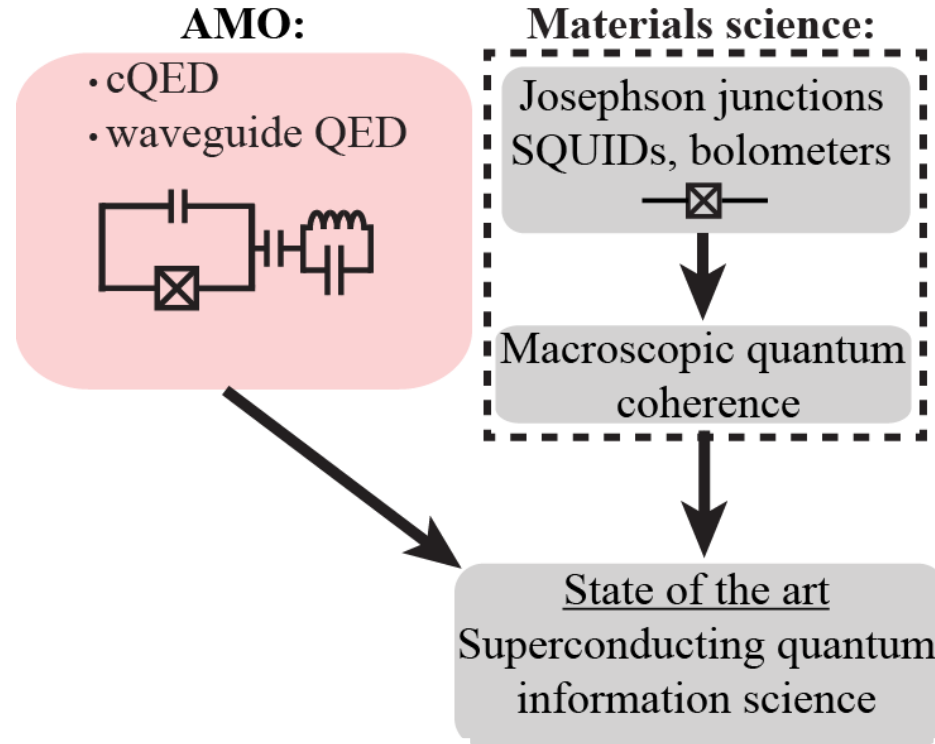 AMO:
• cQED
• waveguide QED
Materials science:
Josephson junctions
SQUIDs, bolometers
Macroscopic quantum
coherence
State of the art
Superconducting quantum
information science